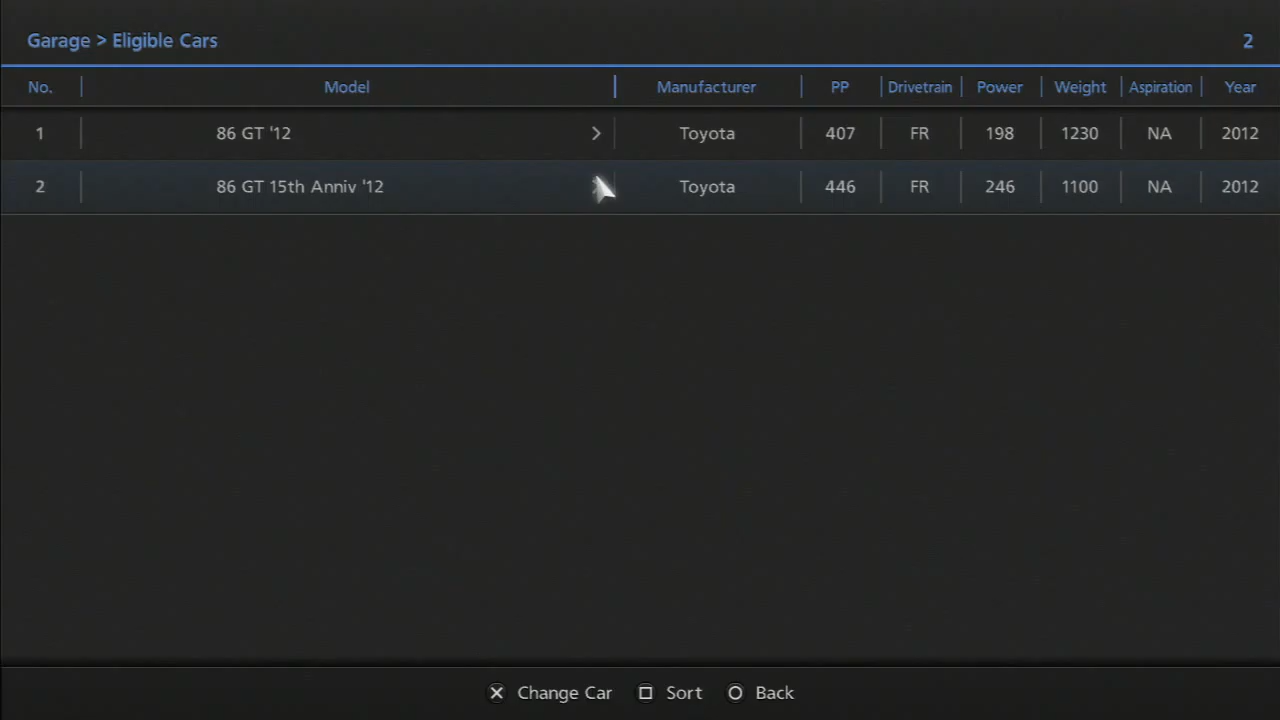 Garage > Eligible Cars 2
No. Model Manufacturer PP Drivetrain Power Weight Aspiration Year
1 86 GT '12 > Toyota 407 FR 198 1230 NA 2012
2 86 GT 15th Anniv '12 Toyota 446 FR 246 1100 NA 2012
Change Car Sort Back